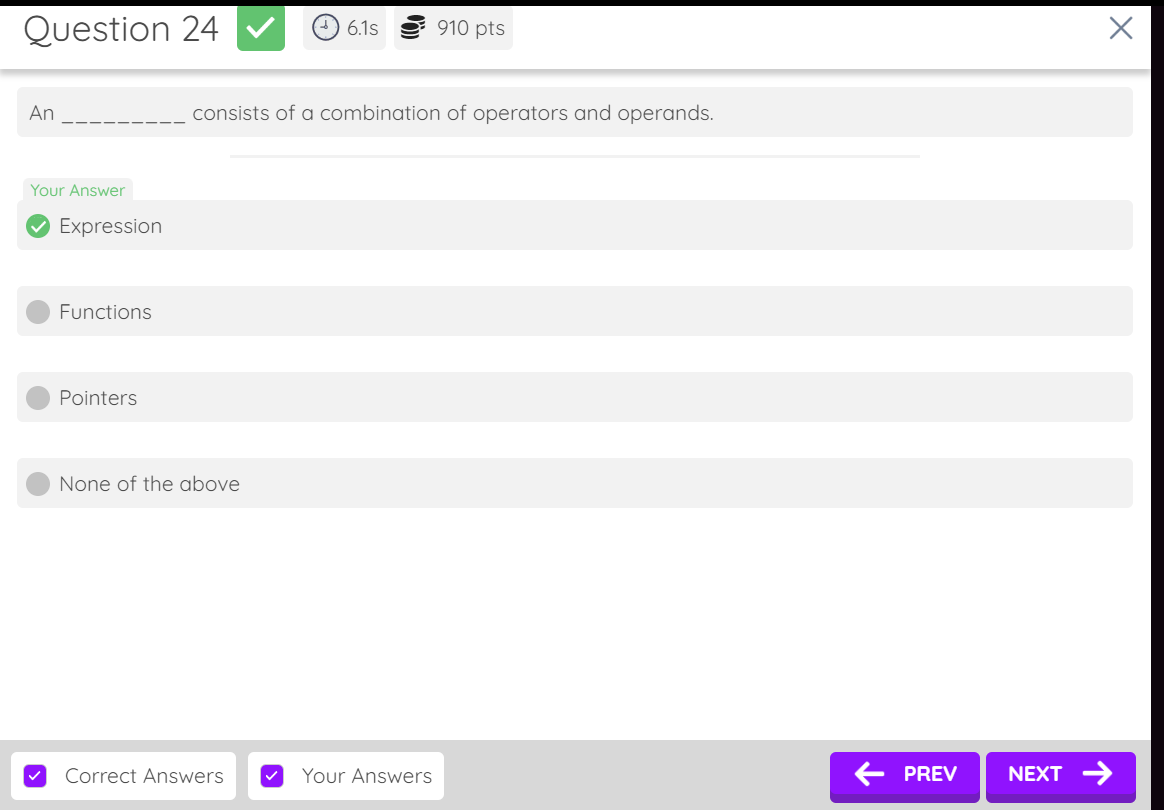 Question 24
6.1s
910 pts
An _________ consists of a combination of operators and operands.
Your Answer
Expression
Functions
Pointers
None of the above
Correct Answers
Your Answers
PREV
NEXT